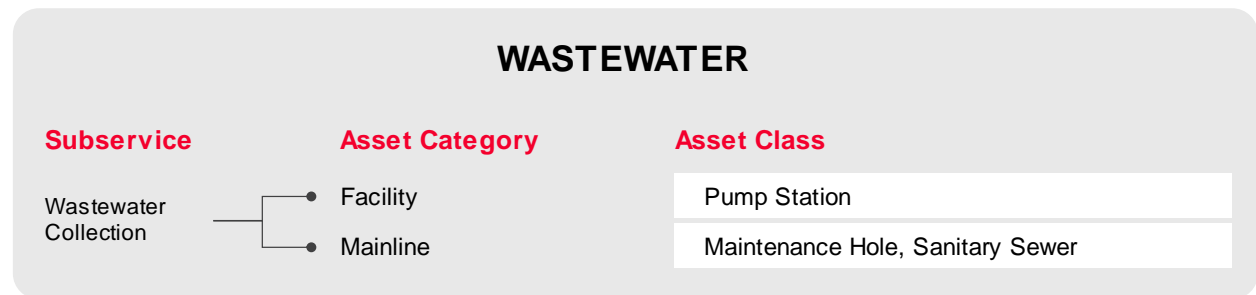 WASTEWATER
Subservice Asset Category Asset Class
Wastewater
Collection
Facility Pump Station
Mainline Maintenance Hole, Sanitary Sewer